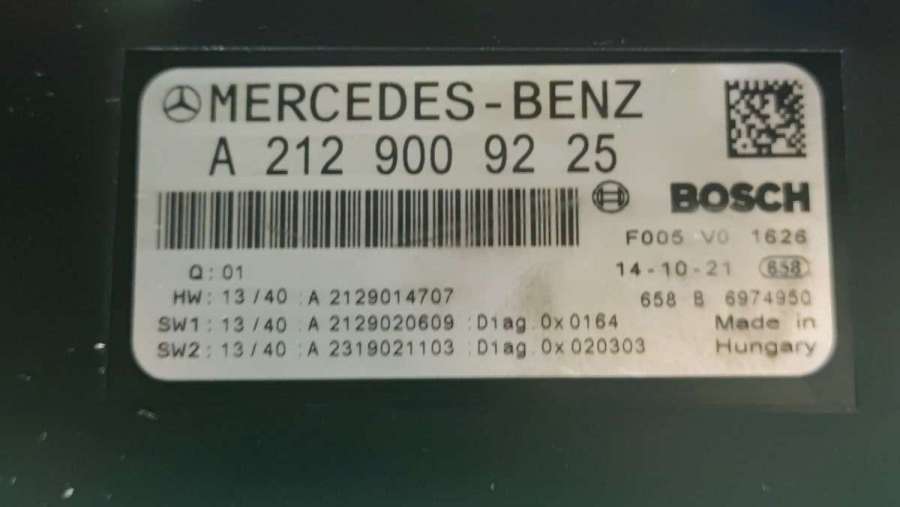 MERCEDES-BENZ
A 212 900 92 25
BOSCH
F005 V0 1626
Q: 01
14-10-21 658
HW: 13/40 :A 2129014707
658 B 6974950
SW1: 13/40 :A 2129020609 :Diag.0x0164
Made in
SW2: 13/40 :A 2319021103 :Diag.0x020303
Hungary